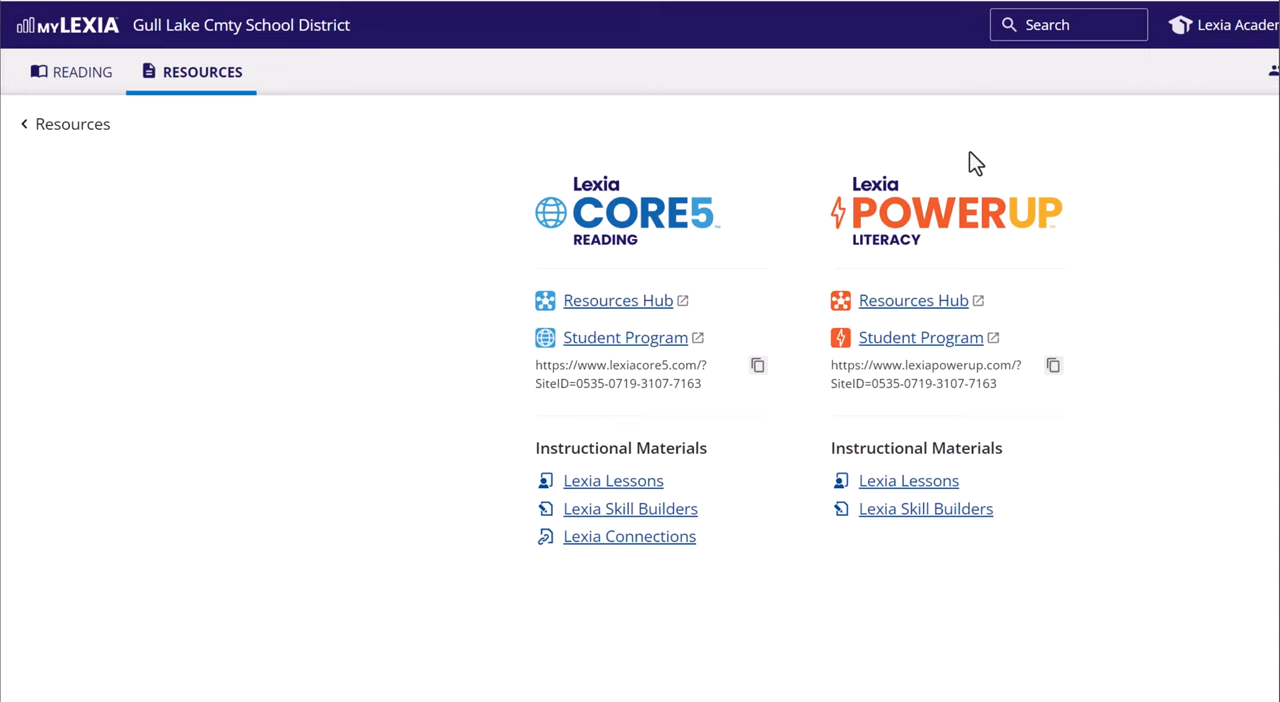 MYLEXIA Gull Lake Cmty School District Search Lexia
READING RESOURCES
Resources
Lexia
CORE5™
READING
Resources Hub
Student Program
https://www.lexiacore5.com/?
SiteID=0535-0719-3107-7163
Instructional Materials
Lexia Lessons
Lexia Skill Builders
Lexia Connections
Lexia
POWERUP™
LITERACY
Resources Hub
Student Program
https://www.lexiapowerup.com/?
SiteID=0535-0719-3107-7163
Instructional Materials
Lexia Lessons
Lexia Skill Builders